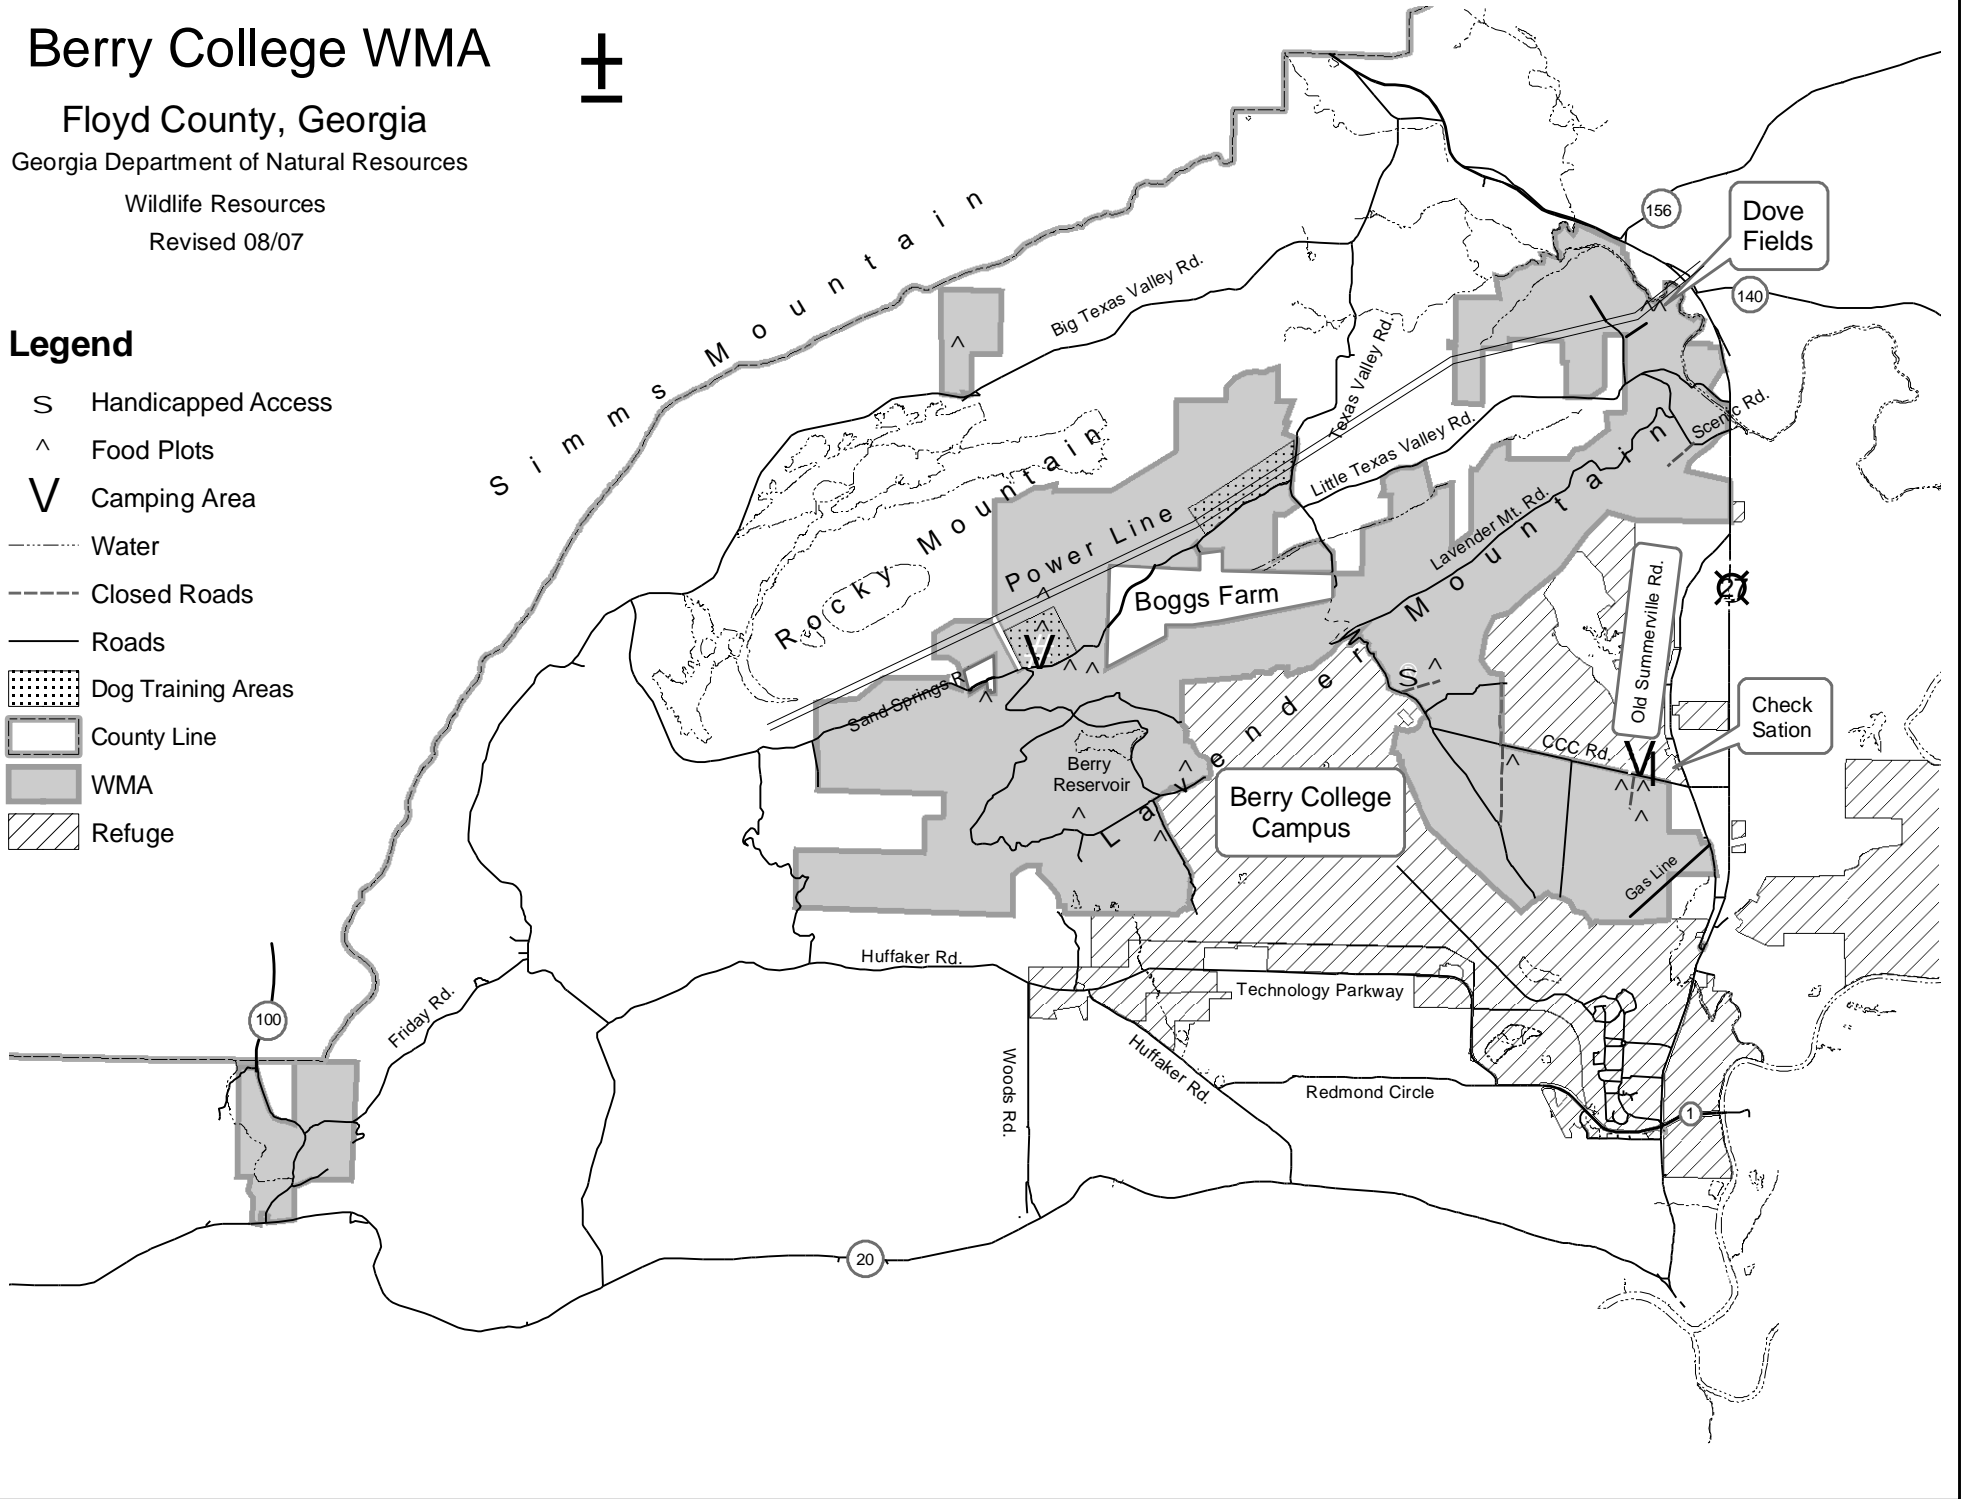 Berry College WMA
±
Floyd County, Georgia
Georgia Department of Natural Resources
Wildlife Resources
Revised 08/07
Legend
S Handicapped Access
^ Food Plots
V Camping Area
Water
Closed Roads
Roads
Dog Training Areas
County Line
WMA
Refuge
Simms Mountain
Rocky Mountain
Lavender Mountain
Big Texas Valley Rd.
Texas Valley Rd.
Little Texas Valley Rd.
Lavender Mt. Rd.
Scenic Rd.
156
Dove
Fields
140
Power Line
Boggs Farm
Sand Springs R
V
Berry
Reservoir
S
Old Summerville Rd.
27
Check
Sation
CCC Rd.
V
Berry College
Campus
Gas Line
Huffaker Rd.
Technology Parkway
Huffaker Rd.
Woods Rd.
Redmond Circle
1
Friday Rd.
100
20